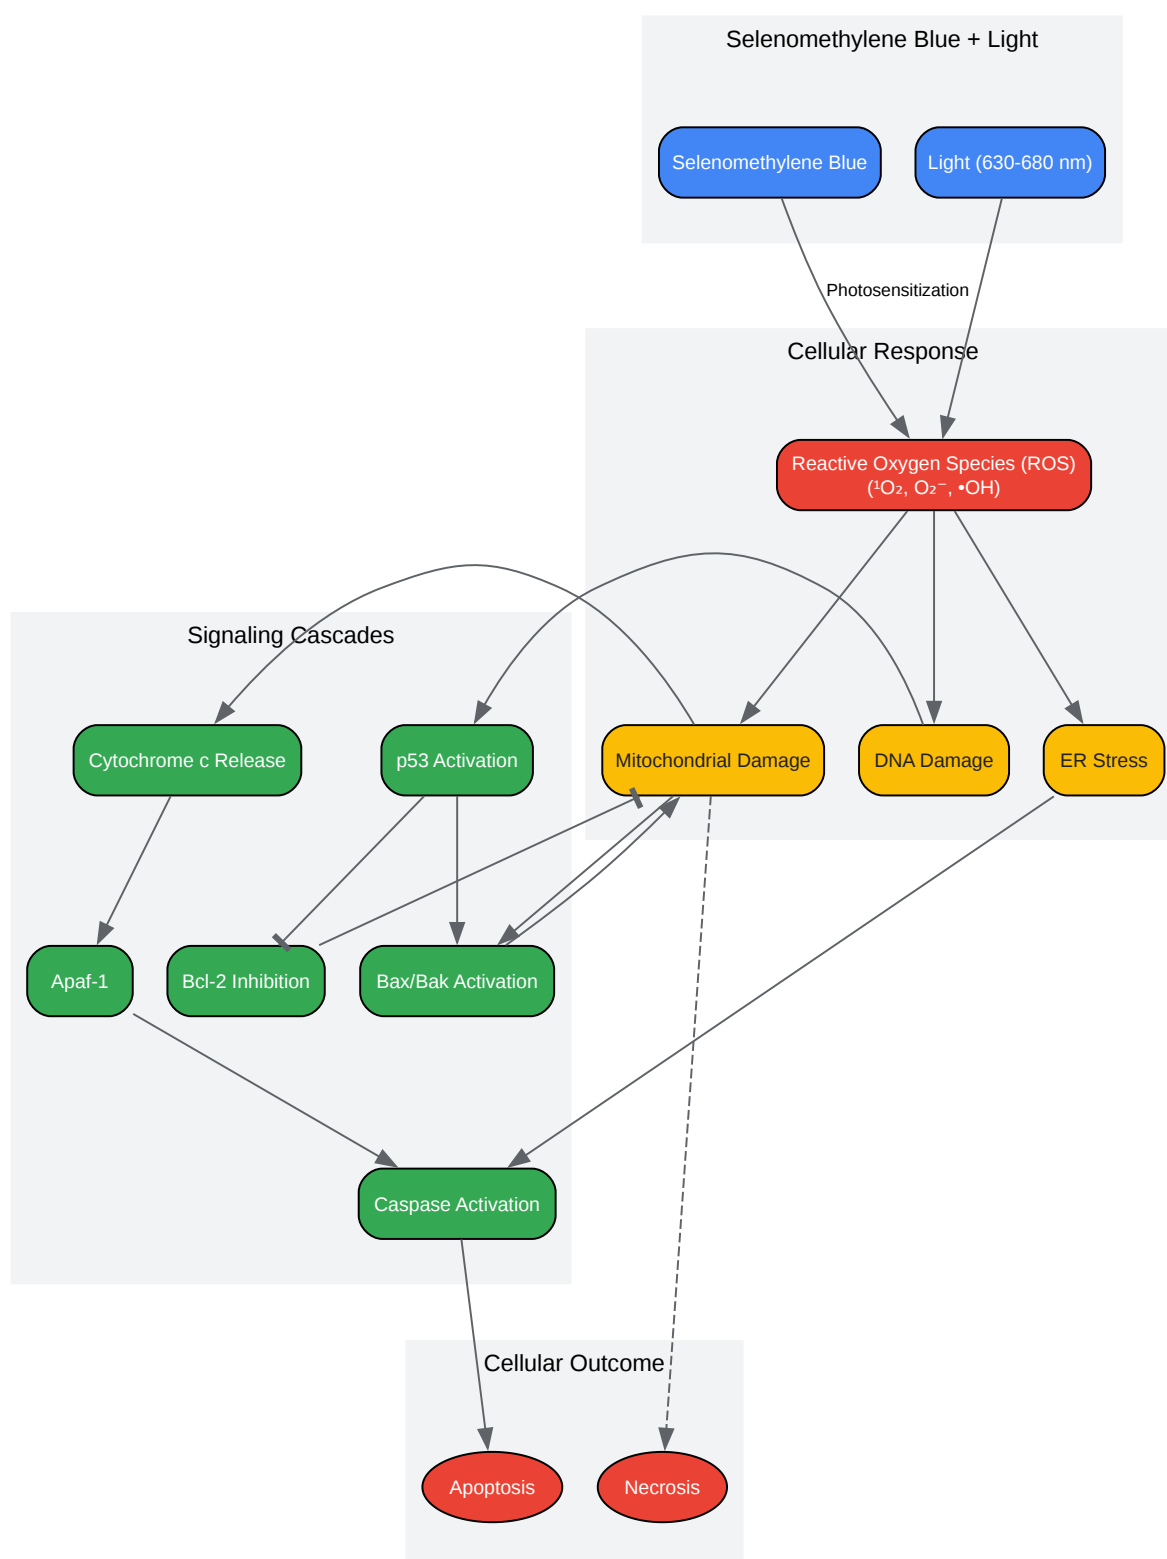 Selenomethylene Blue + Light
Selenomethylene Blue
Light (630-680 nm)
Photosensitization
Cellular Response
Reactive Oxygen Species (ROS)
(¹O₂, O₂⁻, •OH)
Signaling Cascades
Cytochrome c Release
p53 Activation
Mitochondrial Damage
DNA Damage
ER Stress
Apaf-1
Bcl-2 Inhibition
Bax/Bak Activation
Caspase Activation
Cellular Outcome
Apoptosis
Necrosis